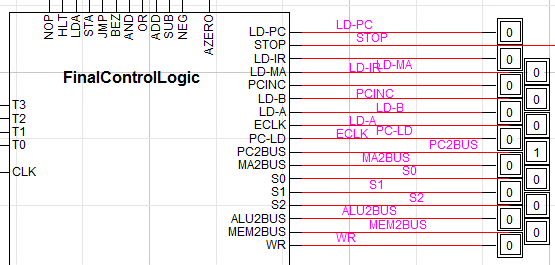 NOP HLT LDA STA JMP BEZ AND OR ADD SUB NEG AZERO
FinalControlLogic
T3
T2
T1
T0
CLK
LD-PC LD-PC 0
STOP STOP
LD-IR LD-IR 0
LD-MA LD-MA 0
PCINC PCINC 0
LD-B LD-B 0
LD-A LD-A 0
ECLK ECLK 0
PC-LD PC-LD 0
PC2BUS PC2BUS 1
MA2BUS MA2BUS 0
S0 S0 0
S1 S1 0
S2 S2 0
ALU2BUS ALU2BUS 0
MEM2BUS MEM2BUS 0
WR WR 0